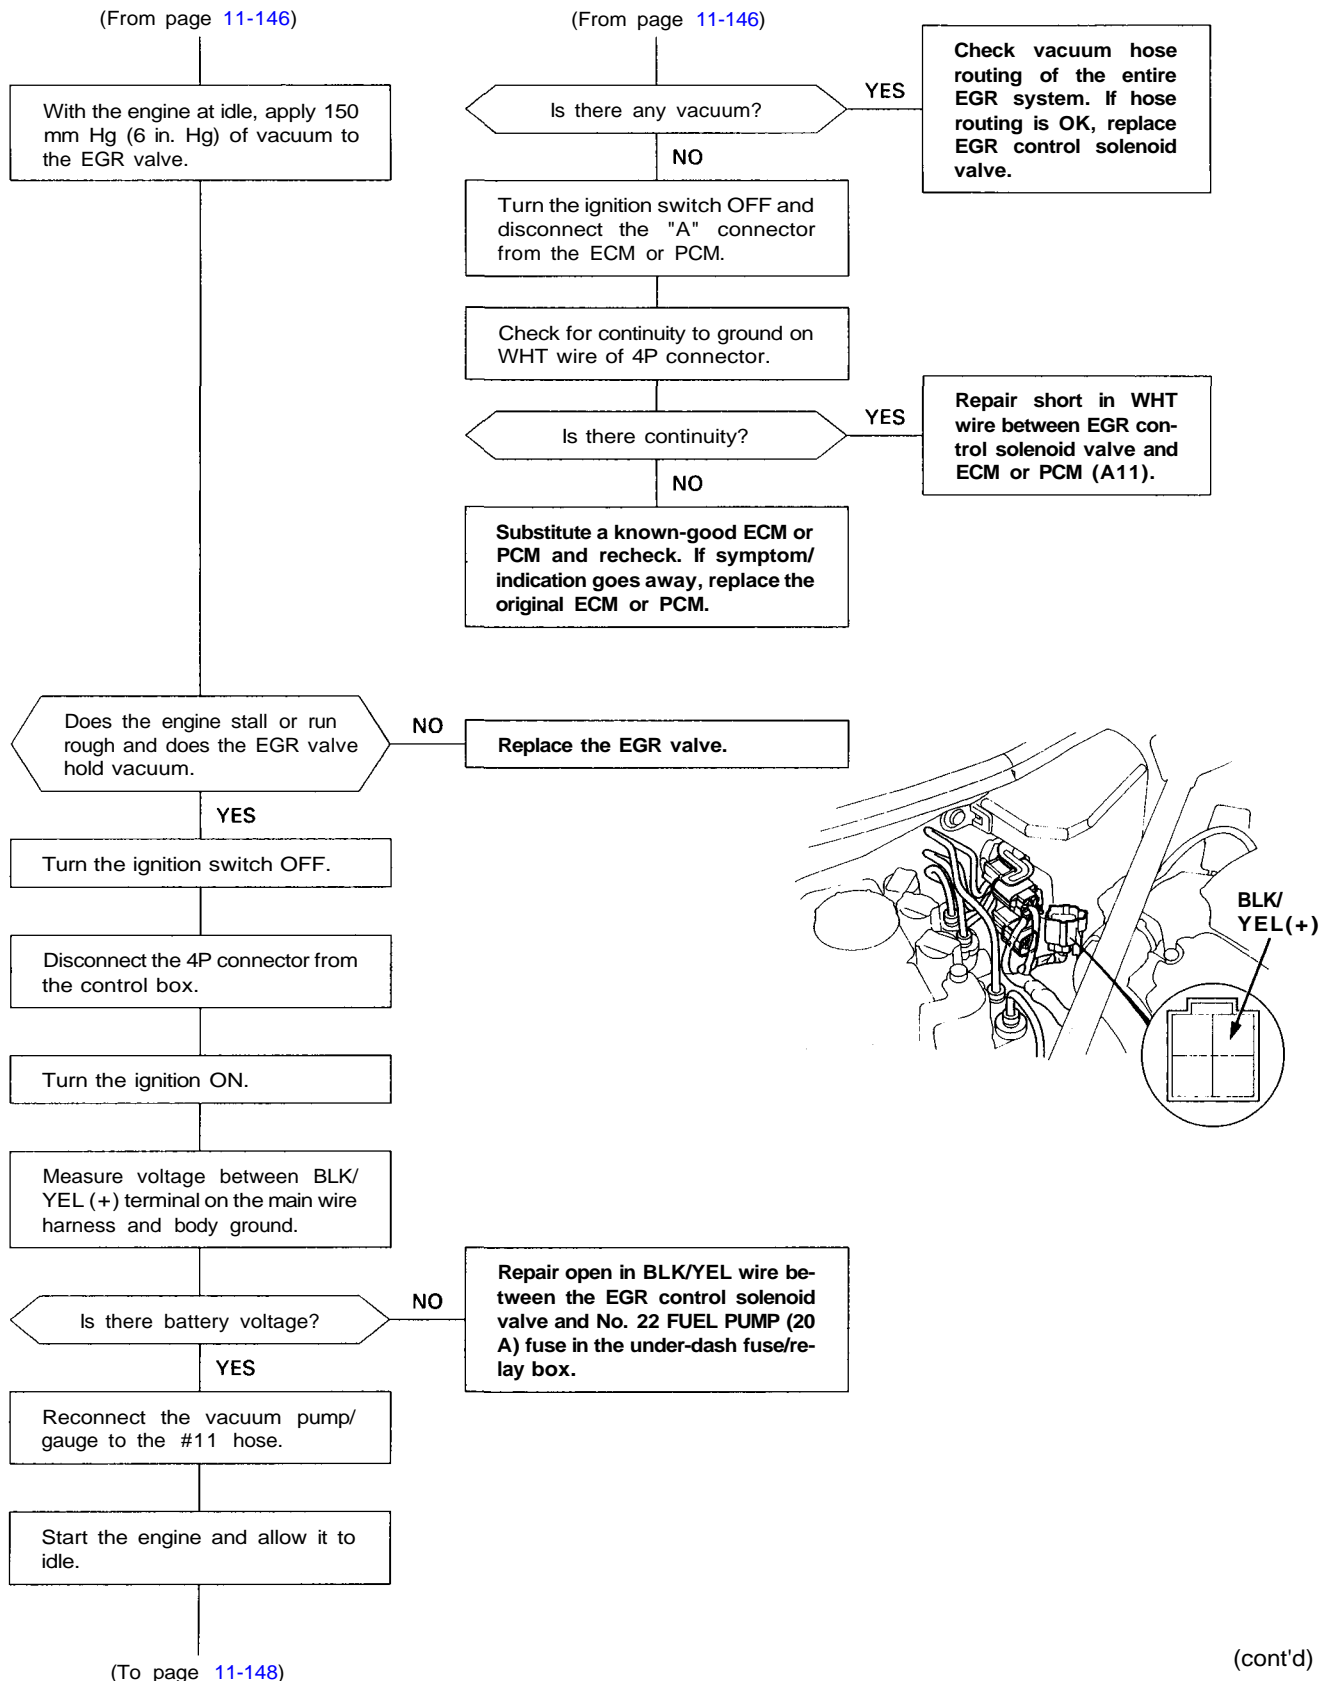 (From page 11-146)
With the engine at idle, apply 150
mm Hg (6 in. Hg) of vacuum to
the EGR valve.
(From page 11-146)
Is there any vacuum?
YES
Check vacuum hose
routing of the entire
EGR system. If hose
routing is OK, replace
EGR control solenoid
valve.
NO
Turn the ignition switch OFF and
disconnect the "A" connector
from the ECM or PCM.
Check for continuity to ground on
WHT wire of 4P connector.
Is there continuity?
YES
Repair short in WHT
wire between EGR con-
trol solenoid valve and
ECM or PCM (A11).
NO
Substitute a known-good ECM or
PCM and recheck. If symptom/
indication goes away, replace the
original ECM or PCM.
Does the engine stall or run
rough and does the EGR valve
hold vacuum.
NO
Replace the EGR valve.
YES
Turn the ignition switch OFF.
Disconnect the 4P connector from
the control box.
Turn the ignition ON.
Measure voltage between BLK/
YEL (+) terminal on the main wire
harness and body ground.
BLK/
YEL(+)
Is there battery voltage?
NO
Repair open in BLK/YEL wire be-
tween the EGR control solenoid
valve and No. 22 FUEL PUMP (20
A) fuse in the under-dash fuse/re-
lay box.
YES
Reconnect the vacuum pump/
gauge to the #11 hose.
Start the engine and allow it to
idle.
(To page 11-148)
(cont'd)